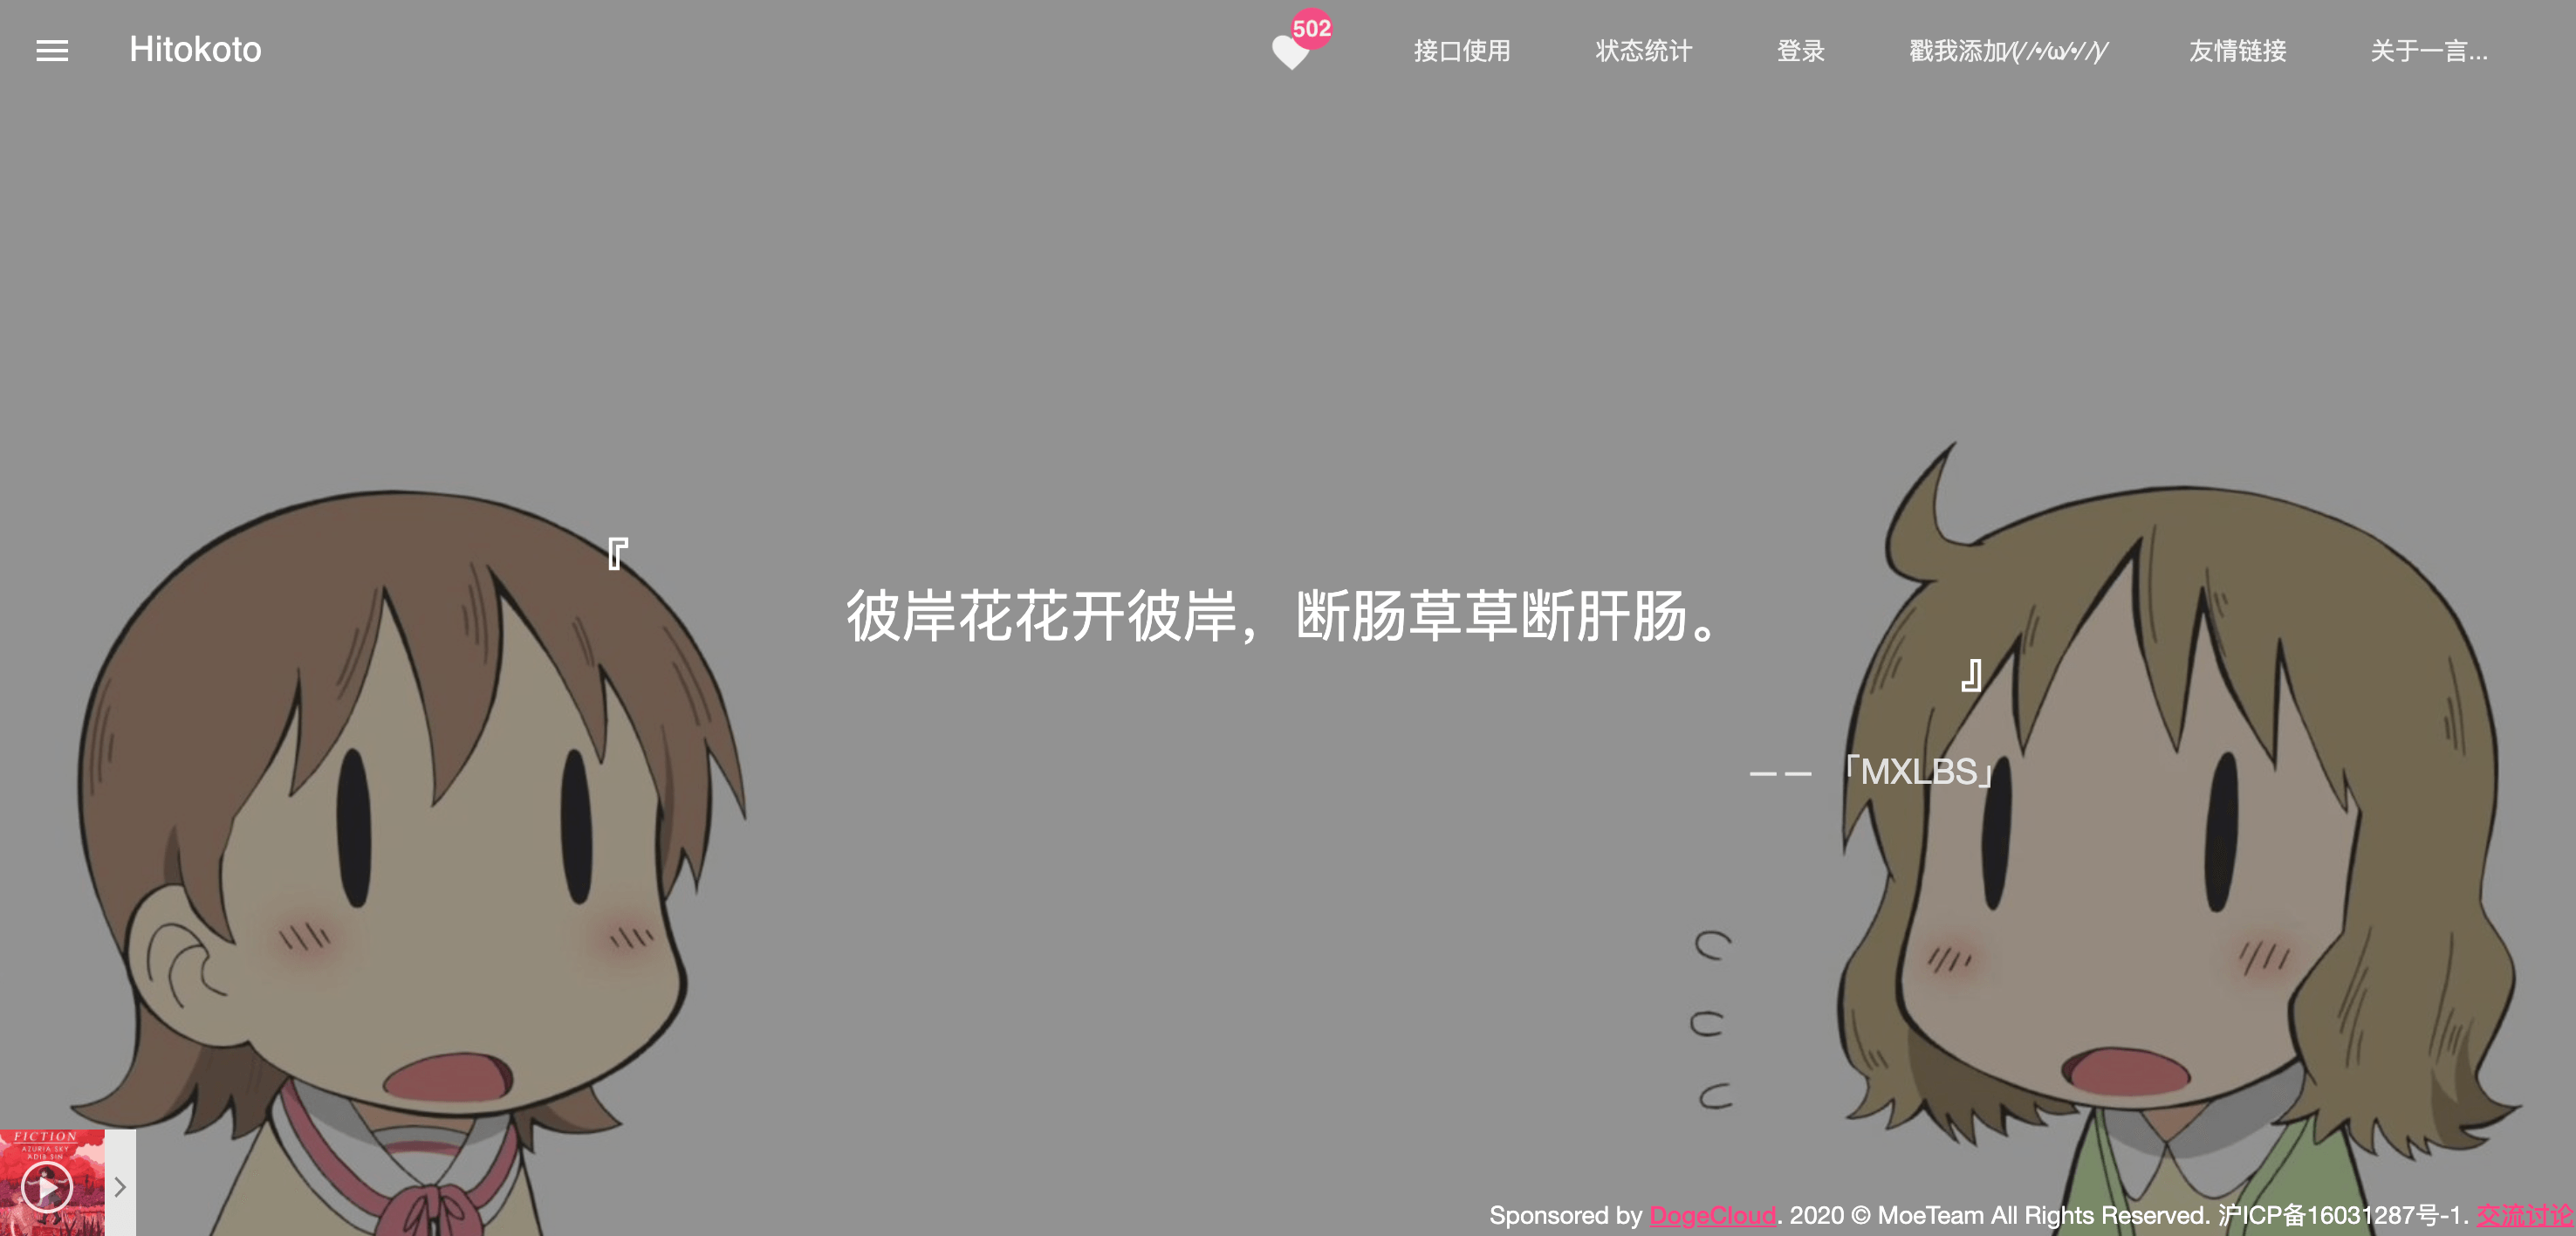 Hitokoto
502
接口使用
状态统计
登录
戳我添加⁄(⁄ ⁄•⁄ω⁄•⁄ ⁄)⁄
友情链接
关于一言...
『
彼岸花花开彼岸，断肠草草断肝肠。
』
—— 「MXLBS」
FICTION
AZURIA SKY
ADIB SIN
Sponsored by DogeCloud. 2020 © MoeTeam All Rights Reserved. 沪ICP备16031287号-1. 交流讨论